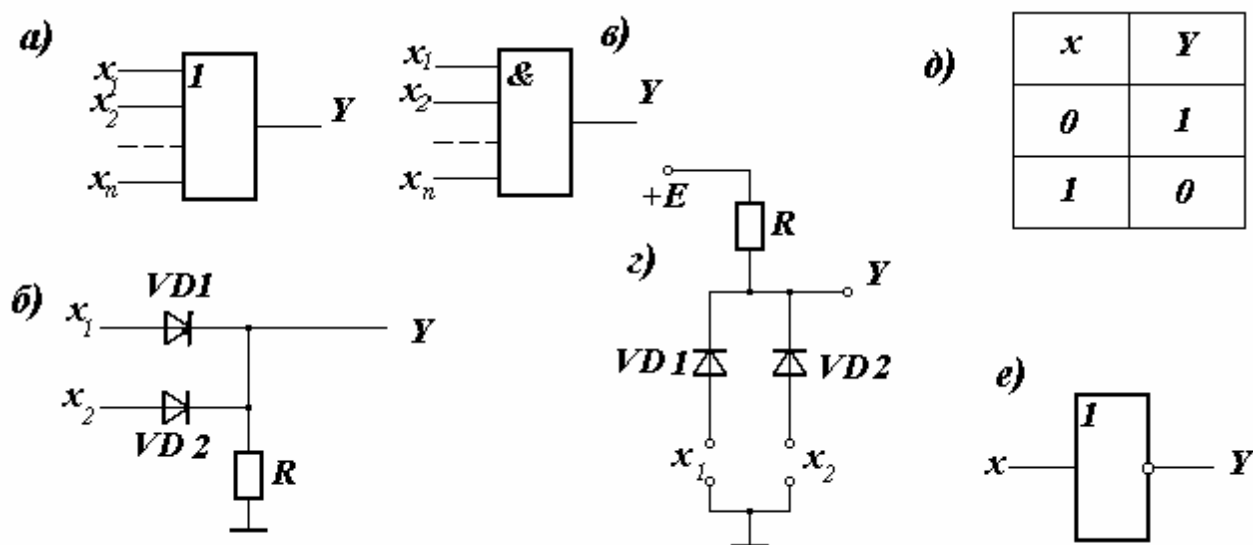 а)
x1
x2
xn
1
Y
в)
x1
x2
xn
&
Y
д)
x Y
0 1
1 0
б)
x1
VD1
Y
x2
VD 2
R
г)
+E
R
Y
VD 1
VD 2
x1
x2
е)
x
1
Y